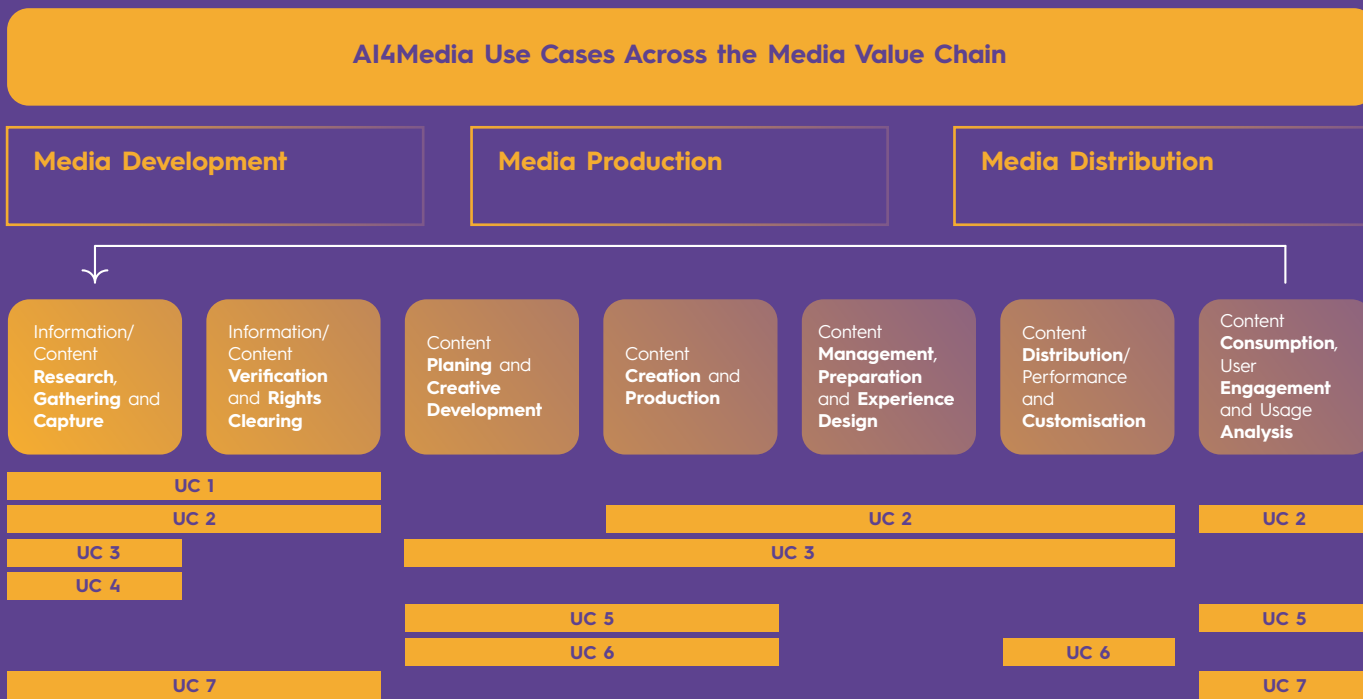 AI4Media Use Cases Across the Media Value Chain
Media Development
Media Production
Media Distribution
Information/
Content
Research,
Gathering and
Capture
Information/
Content
Verification
and Rights
Clearing
Content
Planing and
Creative
Development
Content
Creation and
Production
Content
Management,
Preparation
and Experience
Design
Content
Distribution/
Performance
and
Customisation
Content
Consumption,
User
Engagement
and Usage
Analysis
UC 1
UC 2
UC 2
UC 2
UC 3
UC 3
UC 4
UC 5
UC 5
UC 6
UC 6
UC 7
UC 7